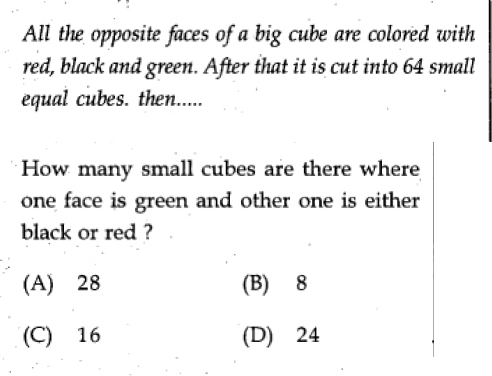 All the opposite faces of a big cube are colored with
red, black and green. After that it is cut into 64 small
equal cubes. then.....
How many small cubes are there where
one face is green and other one is either
black or red ?
(A) 28 (B) 8
(C) 16 (D) 24